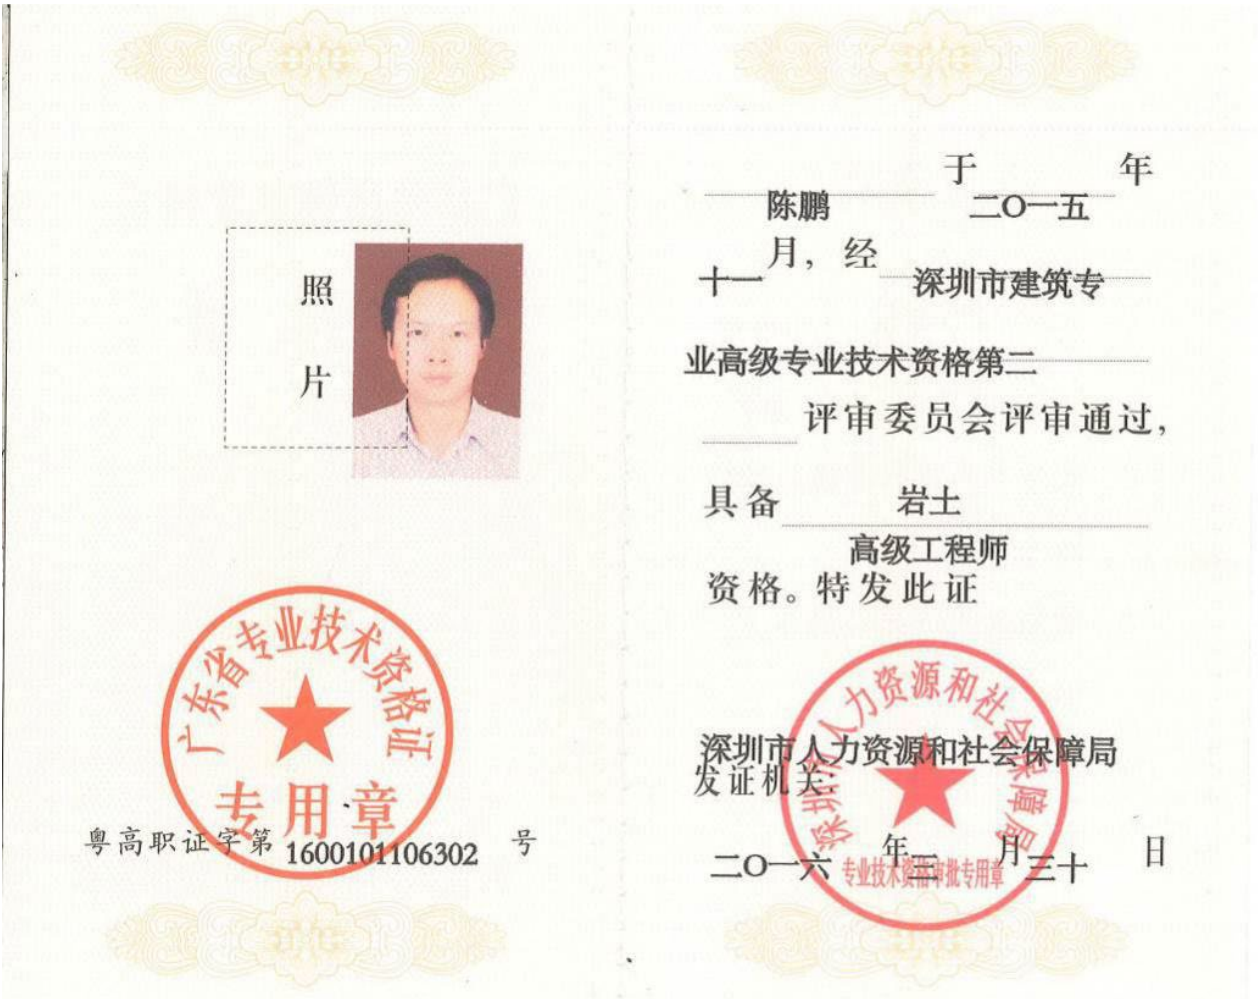 照
片
广东省专业技术资格证
专用章
粤高职证字第 1600101106302 号
陈鹏 于 二〇一五 年
十一 月，经 深圳市建筑专
业高级专业技术资格第二
评审委员会评审通过，
具备 岩土
高级工程师
资格。特发此证
深圳市人力资源和社会保障局
深圳市人力资源和社会保障局
发证机关：
二〇一六 年 三 月 三十 日
专业技术资格审批专用章